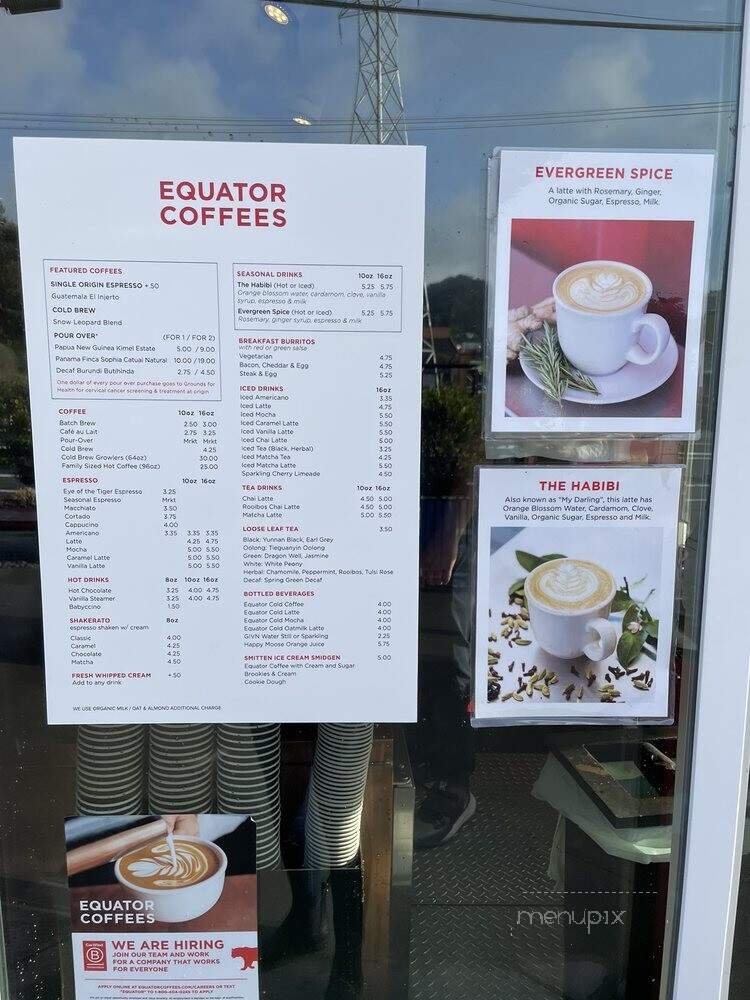 EQUATOR
COFFEES
FEATURED COFFEES
SINGLE ORIGIN ESPRESSO +.50
Guatemala El Injerto
COLD BREW
Snow Leopard Blend
POUR OVER* (FOR 1 / FOR 2)
Papua New Guinea Kimel Estate 5.00 / 9.00
Panama Finca Sophia Catuai Natural 10.00 / 19.00
Decaf Burundi Butihinda 2.75 / 4.50
One dollar of every pour over purchase goes to Grounds for
Health for cervical cancer screening & treatment at origin
COFFEE 10oz 16oz
Batch Brew 2.50 3.00
Café au Lait 2.75 3.25
Pour-Over Mrkt Mrkt
Cold Brew 4.25
Cold Brew Growlers (64oz) 30.00
Family Sized Hot Coffee (96oz) 25.00
ESPRESSO 10oz 16oz
Eye of the Tiger Espresso 3.25
Seasonal Espresso Mrkt
Macchiato 3.50
Cortado 3.75
Cappucino 4.00
Americano 3.35 3.35 3.35
Latte 4.25 4.75
Mocha 5.00 5.50
Caramel Latte 5.00 5.50
Vanilla Latte 5.00 5.50
HOT DRINKS 8oz 10oz 16oz
Hot Chocolate 3.25 4.00 4.75
Vanilla Steamer 3.25 4.00 4.75
Babyccino 1.50
SHAKERATO 8oz
espresso shaken w/ cream
Classic 4.00
Caramel 4.25
Chocolate 4.25
Matcha 4.50
FRESH WHIPPED CREAM +.50
Add to any drink
WE USE ORGANIC MILK / OAT & ALMOND ADDITIONAL CHARGE
SEASONAL DRINKS 10oz 16oz
The Habibi (Hot or Iced) 5.25 5.75
Orange blossom water, cardamom, clove, vanilla
syrup, espresso & milk
Evergreen Spice (Hot or Iced) 5.25 5.75
Rosemary, ginger syrup, espresso & milk
BREAKFAST BURRITOS
with red or green salsa
Vegetarian 4.75
Bacon, Cheddar & Egg 4.75
Steak & Egg 5.25
ICED DRINKS 16oz
Iced Americano 3.35
Iced Latte 4.75
Iced Mocha 5.50
Iced Caramel Latte 5.50
Iced Vanilla Latte 5.50
Iced Chai Latte 5.00
Iced Tea (Black, Herbal) 3.25
Iced Matcha Tea 4.25
Iced Matcha Latte 5.50
Sparkling Cherry Limeade 4.50
TEA DRINKS 10oz 16oz
Chai Latte 4.50 5.00
Rooibos Chai Latte 4.50 5.00
Matcha Latte 5.00 5.50
LOOSE LEAF TEA 3.50
Black: Yunnan Black, Earl Grey
Oolong: Tieguanyin Oolong
Green: Dragon Well, Jasmine
White: White Peony
Herbal: Chamomile, Peppermint, Rooibos, Tulsi Rose
Decaf: Spring Green Decaf
BOTTLED BEVERAGES
Equator Cold Coffee 4.00
Equator Cold Latte 4.00
Equator Cold Mocha 4.00
Equator Cold Oatmilk Latte 4.00
GIVN Water Still or Sparkling 2.25
Happy Moose Orange Juice 5.75
SMITTEN ICE CREAM SMIDGEN 5.00
Equator Coffee with Cream and Sugar
Brookies & Cream
Cookie Dough
EVERGREEN SPICE
A latte with Rosemary, Ginger,
Organic Sugar, Espresso, Milk.
THE HABIBI
Also known as "My Darling", this latte has
Orange Blossom Water, Cardamom, Clove,
Vanilla, Organic Sugar, Espresso and Milk.
EQUATOR
COFFEES
Certified
B
WE ARE HIRING
JOIN OUR TEAM AND WORK
FOR A COMPANY THAT WORKS
FOR EVERYONE
APPLY ONLINE AT EQUATORCOFFEES.COM/CAREERS OR TEXT
"EQUATOR" TO 1-800-604-0245 TO APPLY
menupix